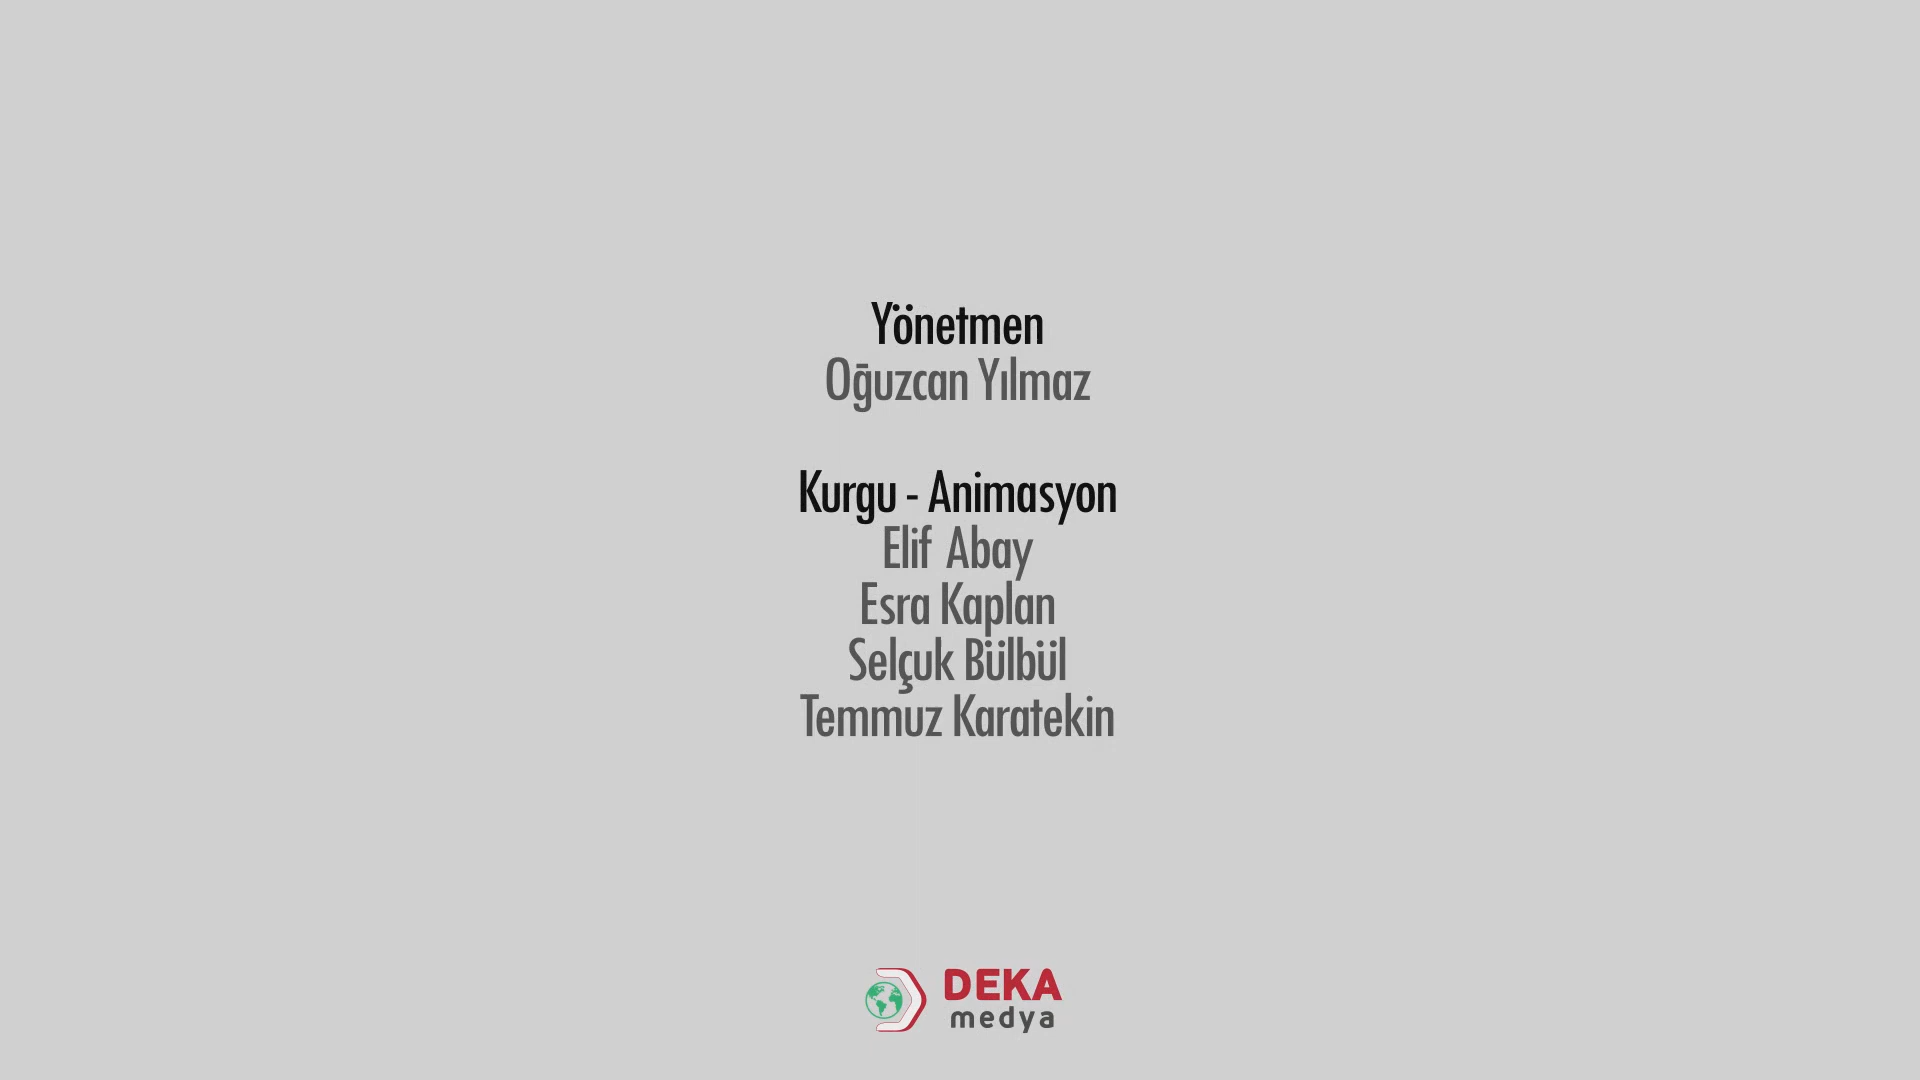 Yönetmen
Oğuzcan Yılmaz
Kurgu - Animasyon
Elif Abay
Esra Kaplan
Selçuk Bülbül
Temmuz Karatekin
DEKA
medya